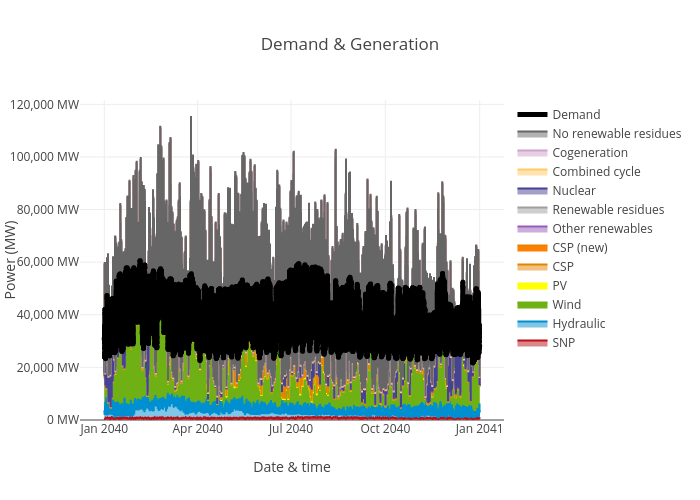 Demand & Generation
120,000 MW
100,000 MW
80,000 MW
60,000 MW
40,000 MW
20,000 MW
0 MW
Power (MW)
Jan 2040
Apr 2040
Jul 2040
Oct 2040
Jan 2041
Date & time
Demand
No renewable residues
Cogeneration
Combined cycle
Nuclear
Renewable residues
Other renewables
CSP (new)
CSP
PV
Wind
Hydraulic
SNP